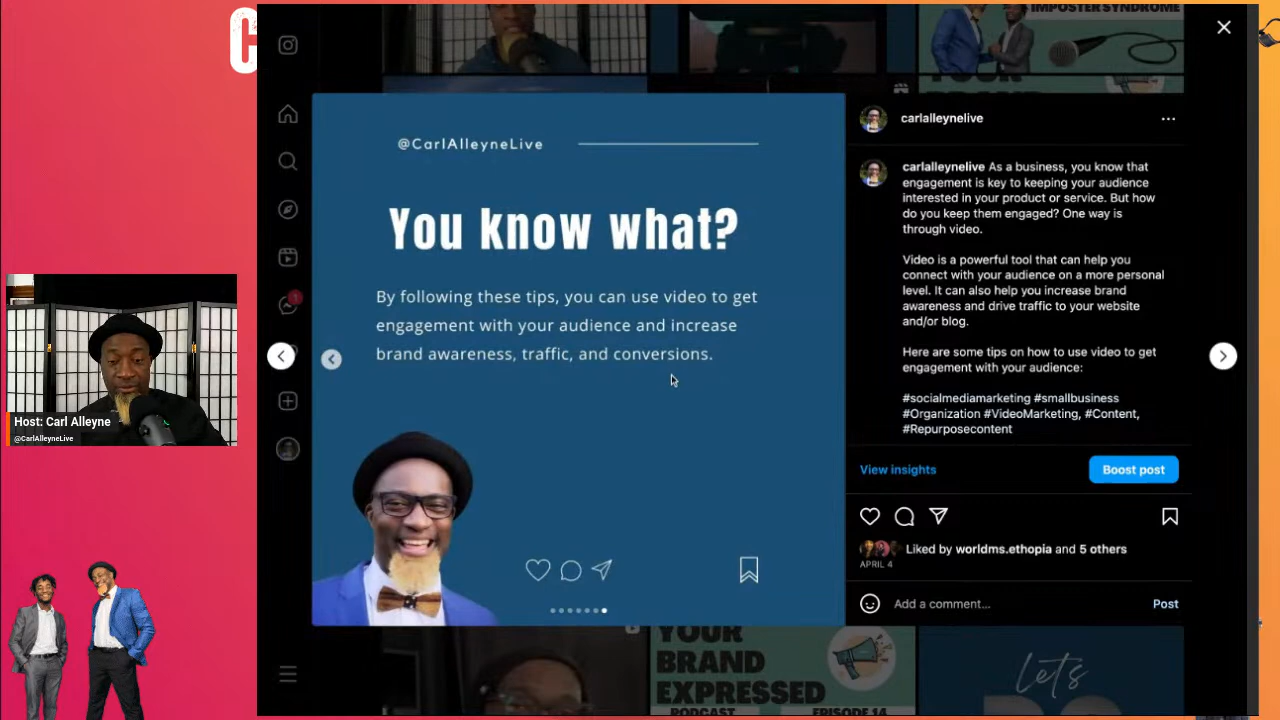 IMPOSTER SYNDROME
@CarlAlleyneLive
You know what?
By following these tips, you can use video to get
engagement with your audience and increase
brand awareness, traffic, and conversions.
carlalleynelive
carlalleynelive As a business, you know that
engagement is key to keeping your audience
interested in your product or service. But how
do you keep them engaged? One way is
through video.
Video is a powerful tool that can help you
connect with your audience on a more personal
level. It can also help you increase brand
awareness and drive traffic to your website
and/or blog.
Here are some tips on how to use video to get
engagement with your audience:
#socialmediamarketing #smallbusiness
#Organization #VideoMarketing, #Content,
#Repurposecontent
View insights
Boost post
Liked by worldms.ethopia and 5 others
APRIL 4
Add a comment...
Post
1
Host: Carl Alleyne
@CarlAlleyneLive
YOUR
BRAND
EXPRESSED
PODCAST EPISODE 14
Let's